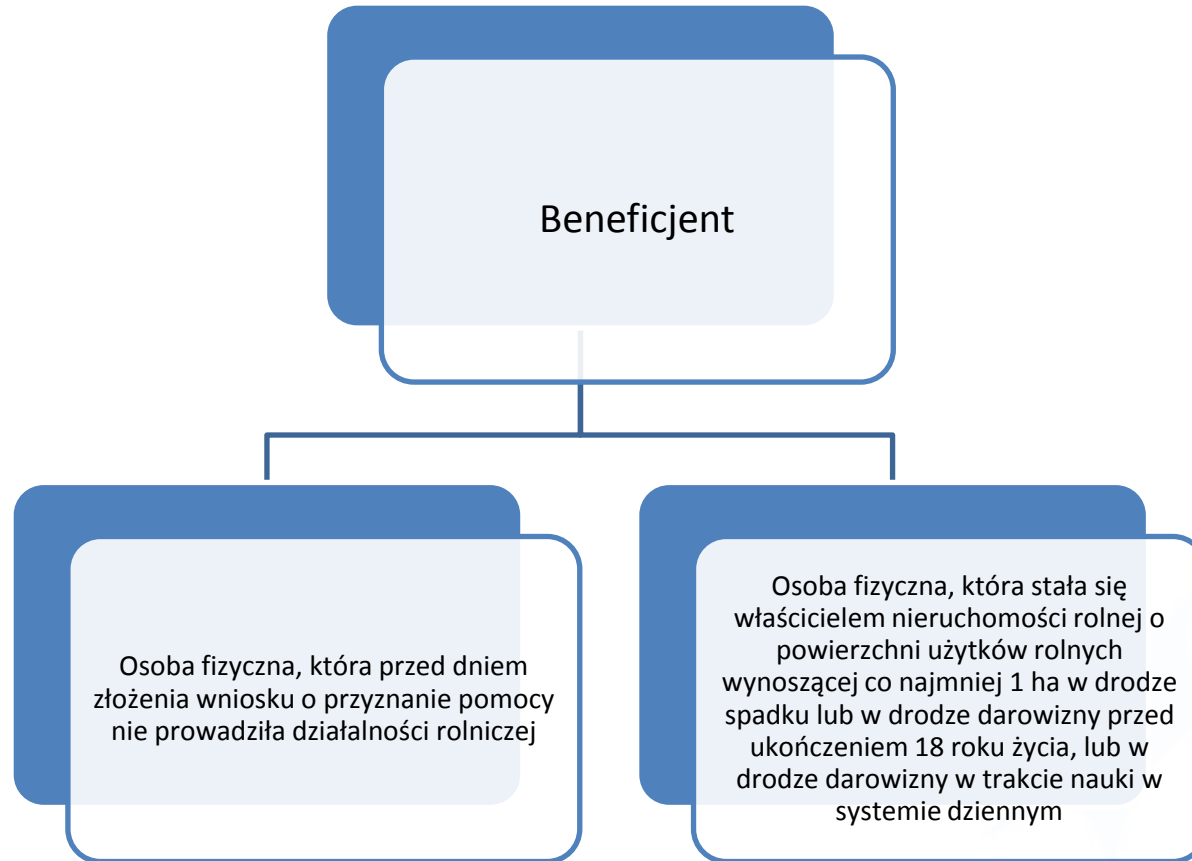 Beneficjent
Osoba fizyczna, która przed dniem
złożenia wniosku o przyznanie pomocy
nie prowadziła działalności rolniczej
Osoba fizyczna, która stała się
właścicielem nieruchomości rolnej o
powierzchni użytków rolnych
wynoszącej co najmniej 1 ha w drodze
spadku lub w drodze darowizny przed
ukończeniem 18 roku życia, lub w
drodze darowizny w trakcie nauki w
systemie dziennym